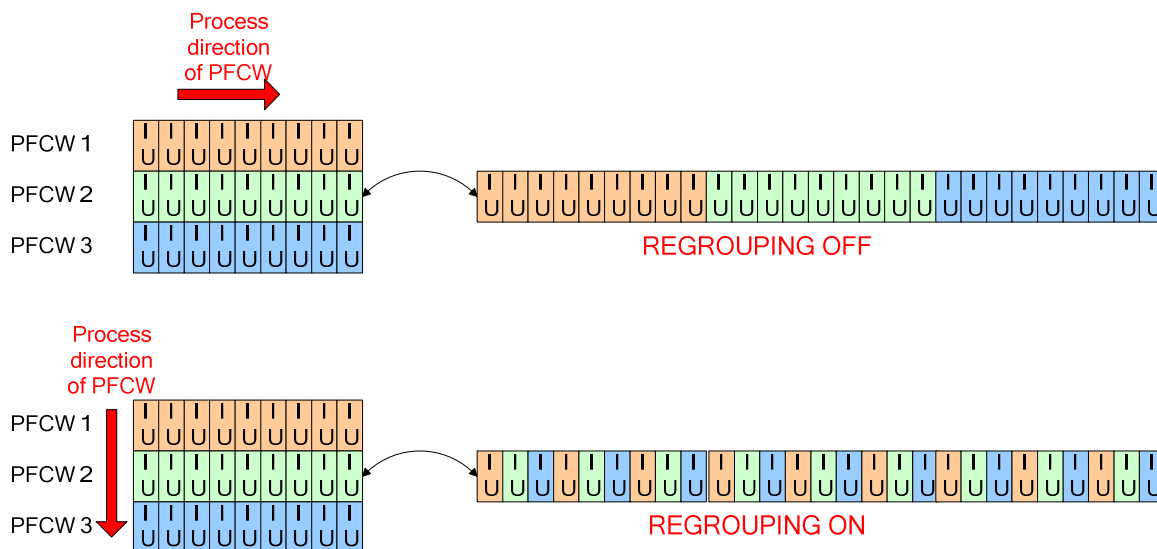 Process
direction
of PFCW
PFCW 1
I I I I I I I I I
U U U U U U U U U
PFCW 2
I I I I I I I I I
U U U U U U U U U
PFCW 3
I I I I I I I I I
U U U U U U U U U
I I I I I I I I I I I I I I I I I I I I I I I I I I I
U U U U U U U U U U U U U U U U U U U U U U U U U U U
REGROUPING OFF
Process
direction
of PFCW
PFCW 1
I I I I I I I I I
U U U U U U U U U
PFCW 2
I I I I I I I I I
U U U U U U U U U
PFCW 3
I I I I I I I I I
U U U U U U U U U
I I I I I I I I I I I I I I I I I I I I I I I I I I I
U U U U U U U U U U U U U U U U U U U U U U U U U U U
REGROUPING ON